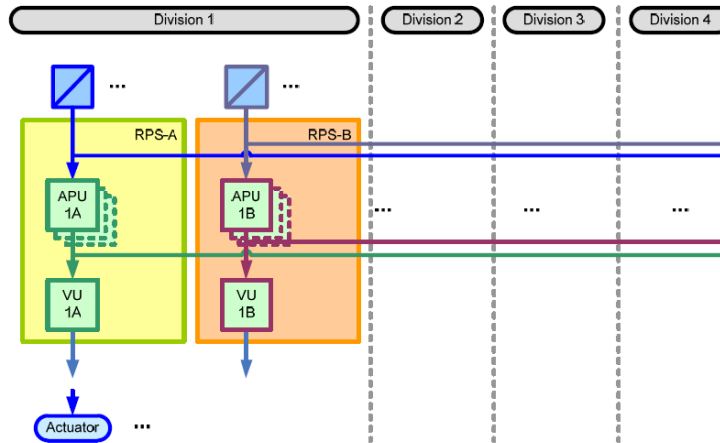 Division 1
Division 2
Division 3
Division 4
...
...
RPS-A
RPS-B
APU
1A
APU
1B
...
...
...
VU
1A
VU
1B
Actuator
...